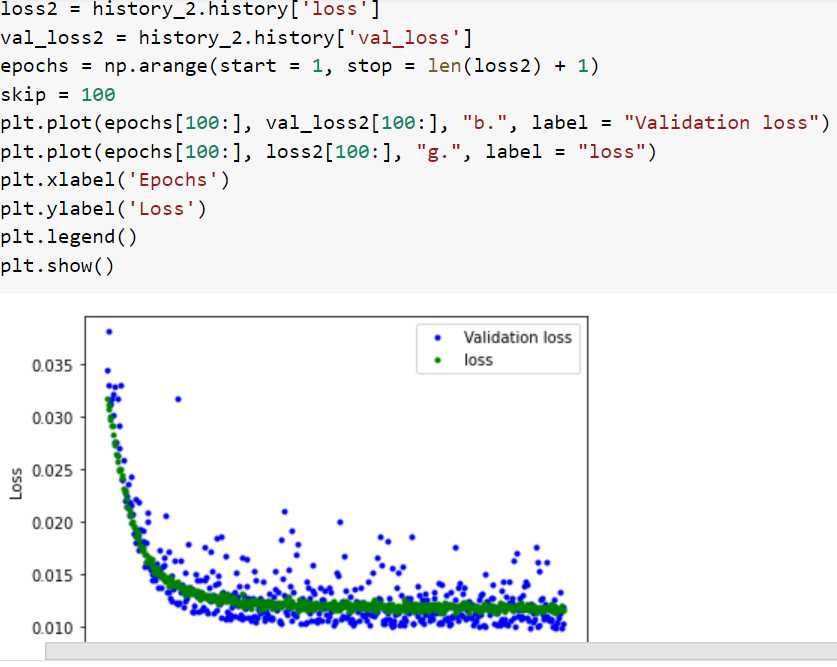 loss2 = history_2.history['loss']
val_loss2 = history_2.history['val_loss']
epochs = np.arange(start = 1, stop = len(loss2) + 1)
skip = 100
plt.plot(epochs[100:], val_loss2[100:], "b.", label = "Validation loss")
plt.plot(epochs[100:], loss2[100:], "g.", label = "loss")
plt.xlabel('Epochs')
plt.ylabel('Loss')
plt.legend()
plt.show()
Validation loss
loss
0.035
0.030
0.025
0.020
0.015
0.010
Loss